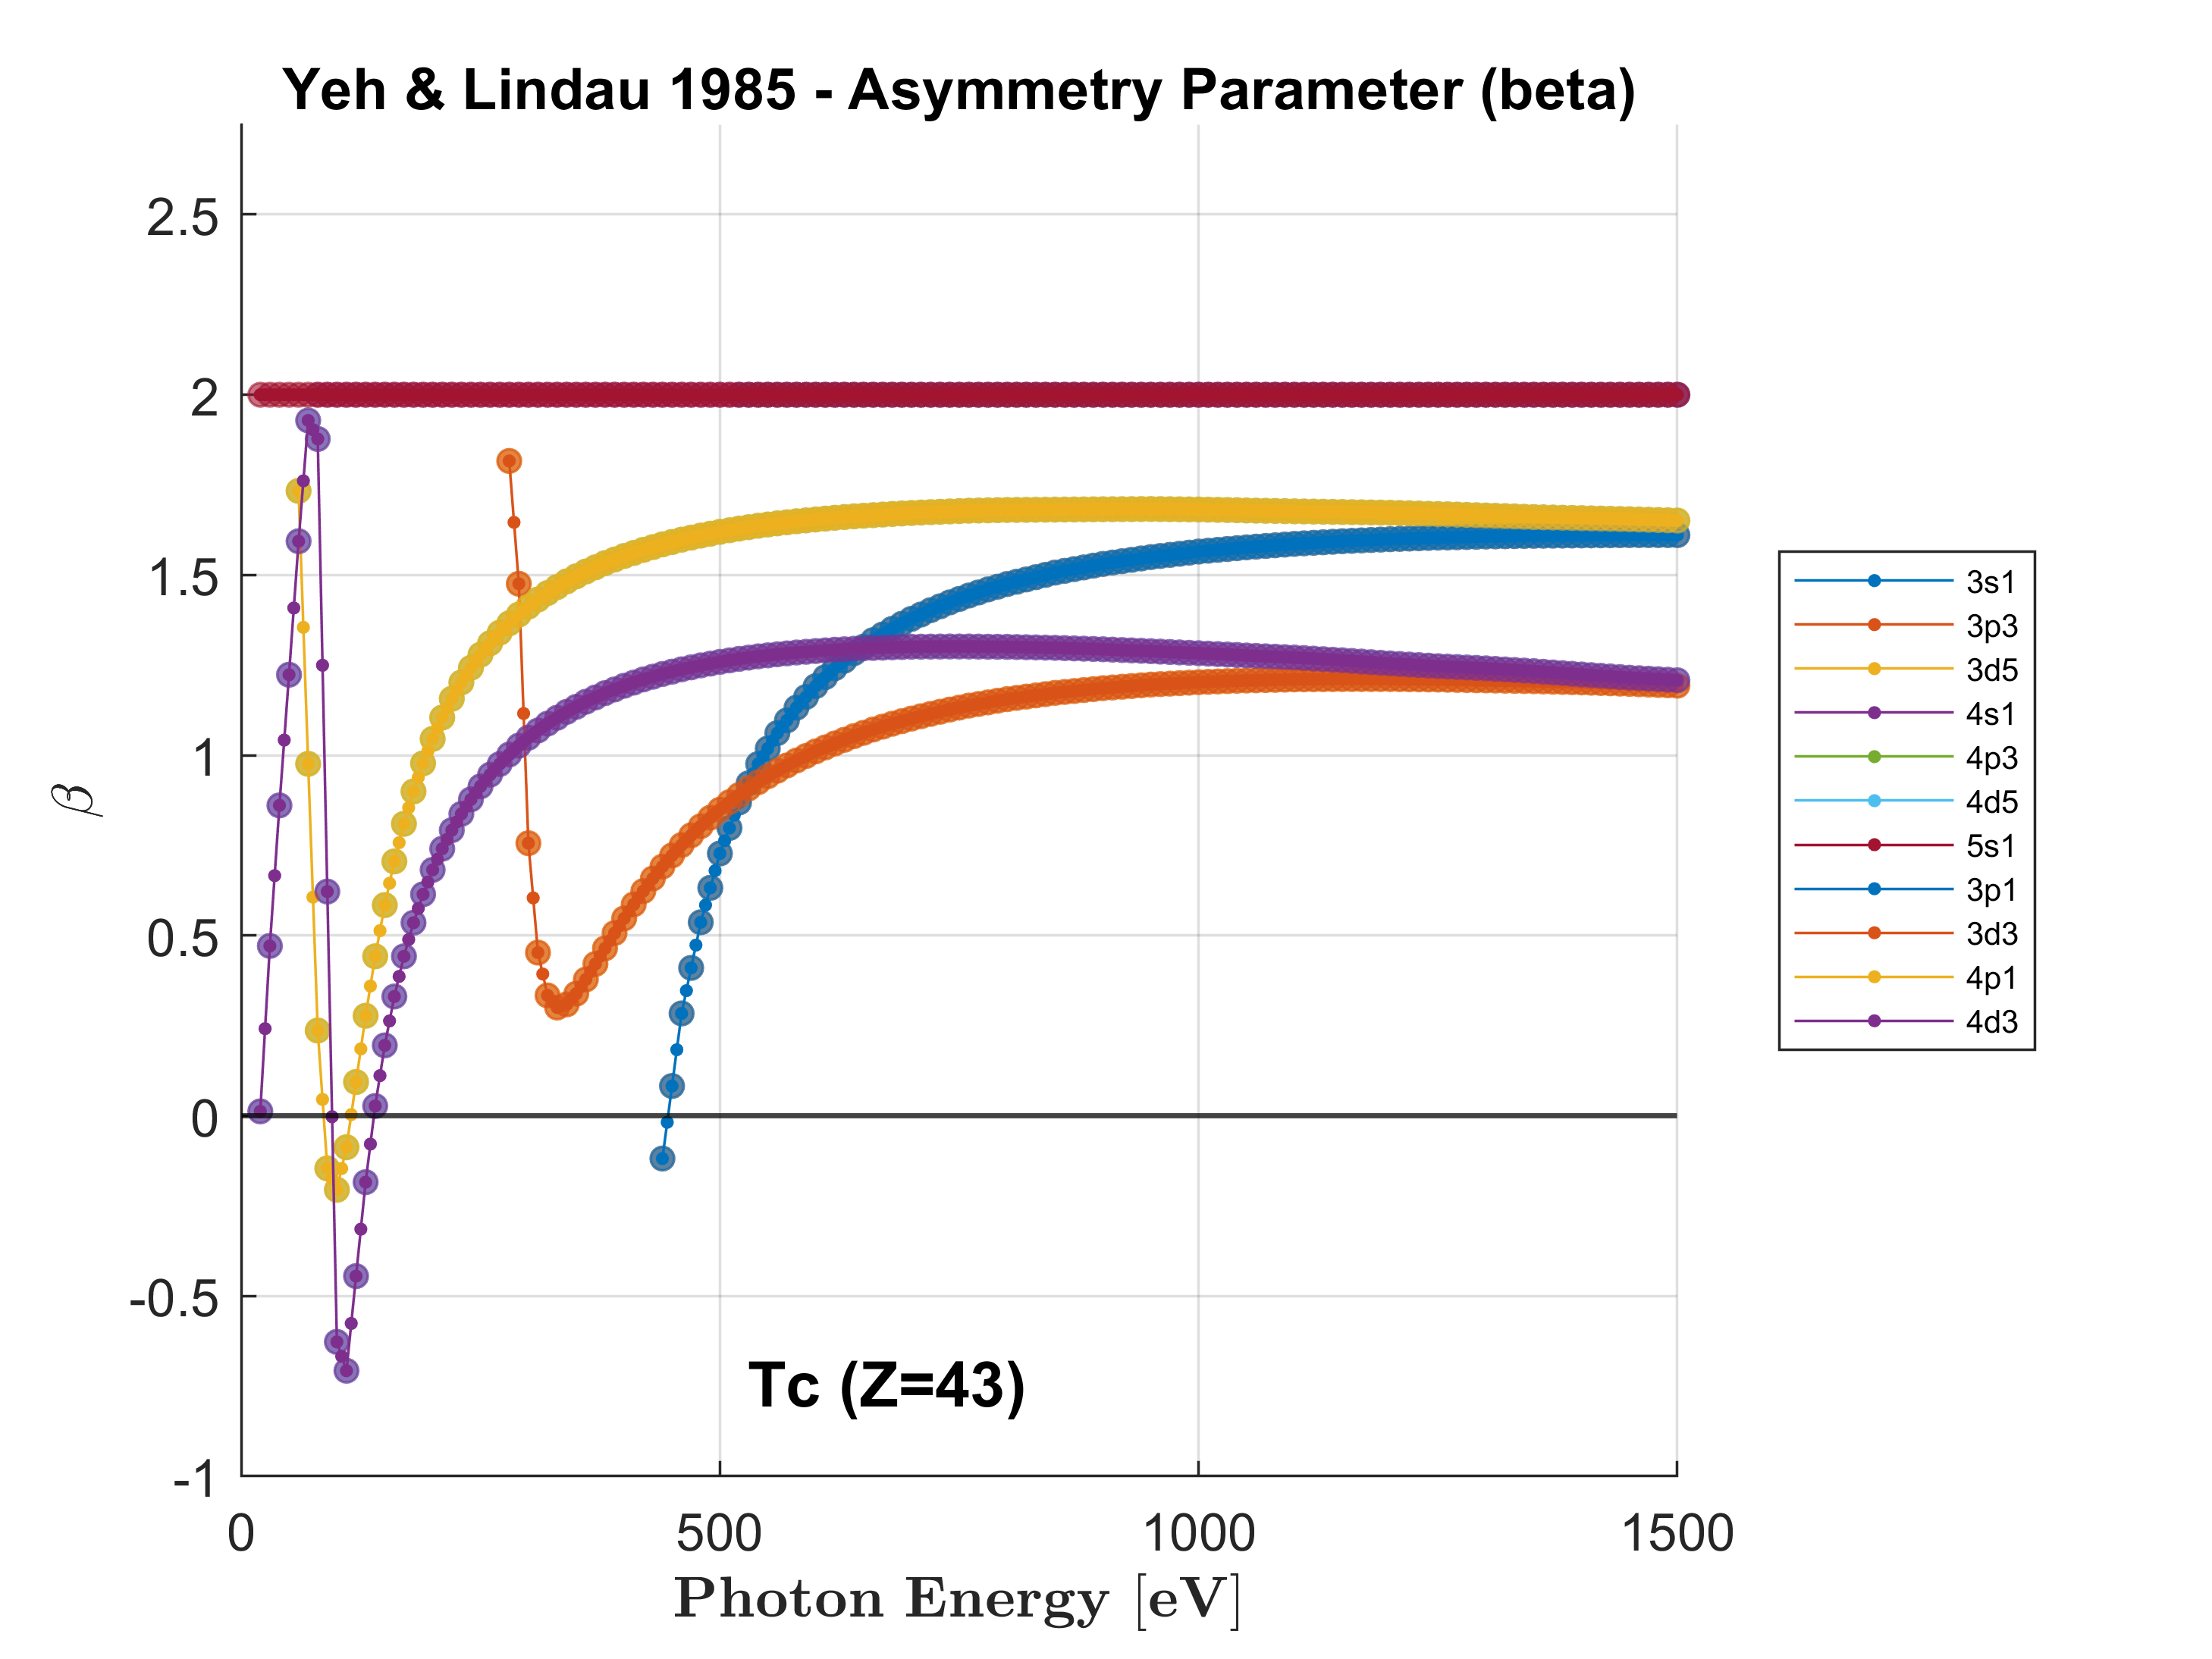 Yeh & Lindau 1985 - Asymmetry Parameter (beta)
2.5
2
1.5
1
0.5
0
-0.5
-1
β
0
500
1000
1500
Photon Energy [eV]
Tc (Z=43)
3s1
3p3
3d5
4s1
4p3
4d5
5s1
3p1
3d3
4p1
4d3